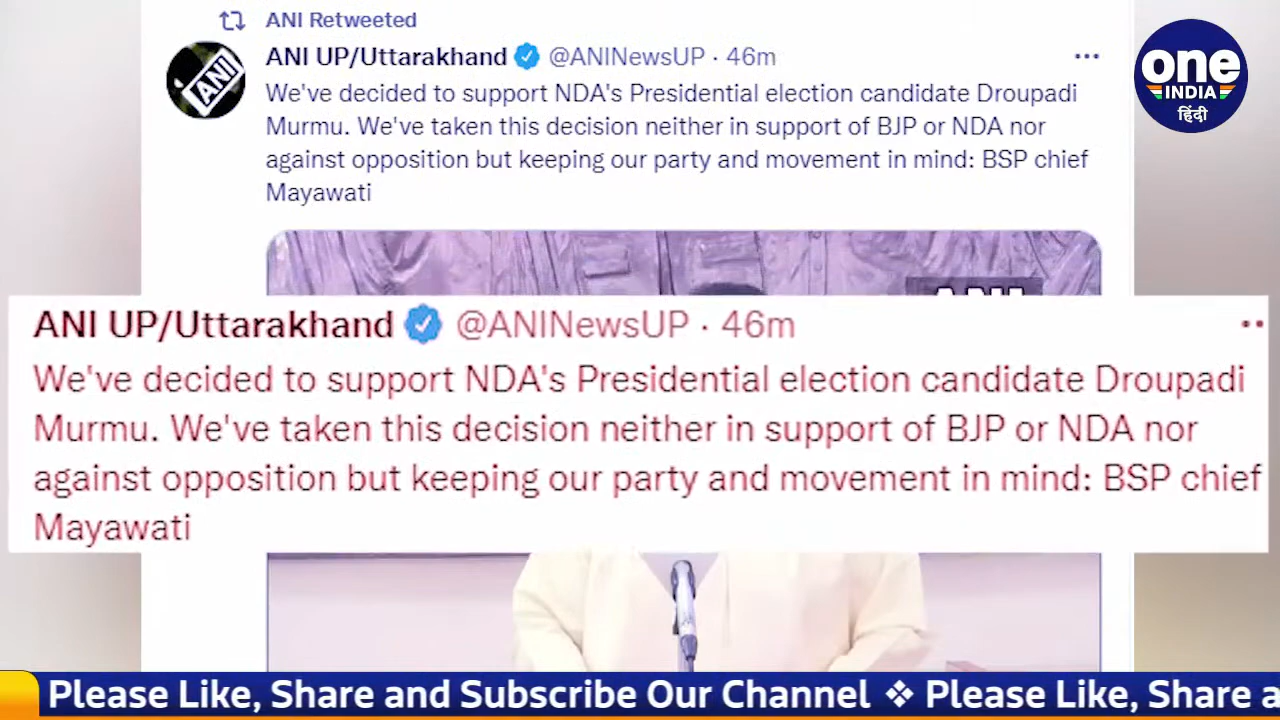 ANI Retweeted
ANI UP/Uttarakhand @ANINewsUP · 46m
We've decided to support NDA's Presidential election candidate Droupadi
Murmu. We've taken this decision neither in support of BJP or NDA nor
against opposition but keeping our party and movement in mind: BSP chief
Mayawati
ANI
one
INDIA
हिंदी
ANI UP/Uttarakhand @ANINewsUP · 46m
We've decided to support NDA's Presidential election candidate Droupadi
Murmu. We've taken this decision neither in support of BJP or NDA nor
against opposition but keeping our party and movement in mind: BSP chief
Mayawati
Please Like, Share and Subscribe Our Channel ❖ Please Like, Share a